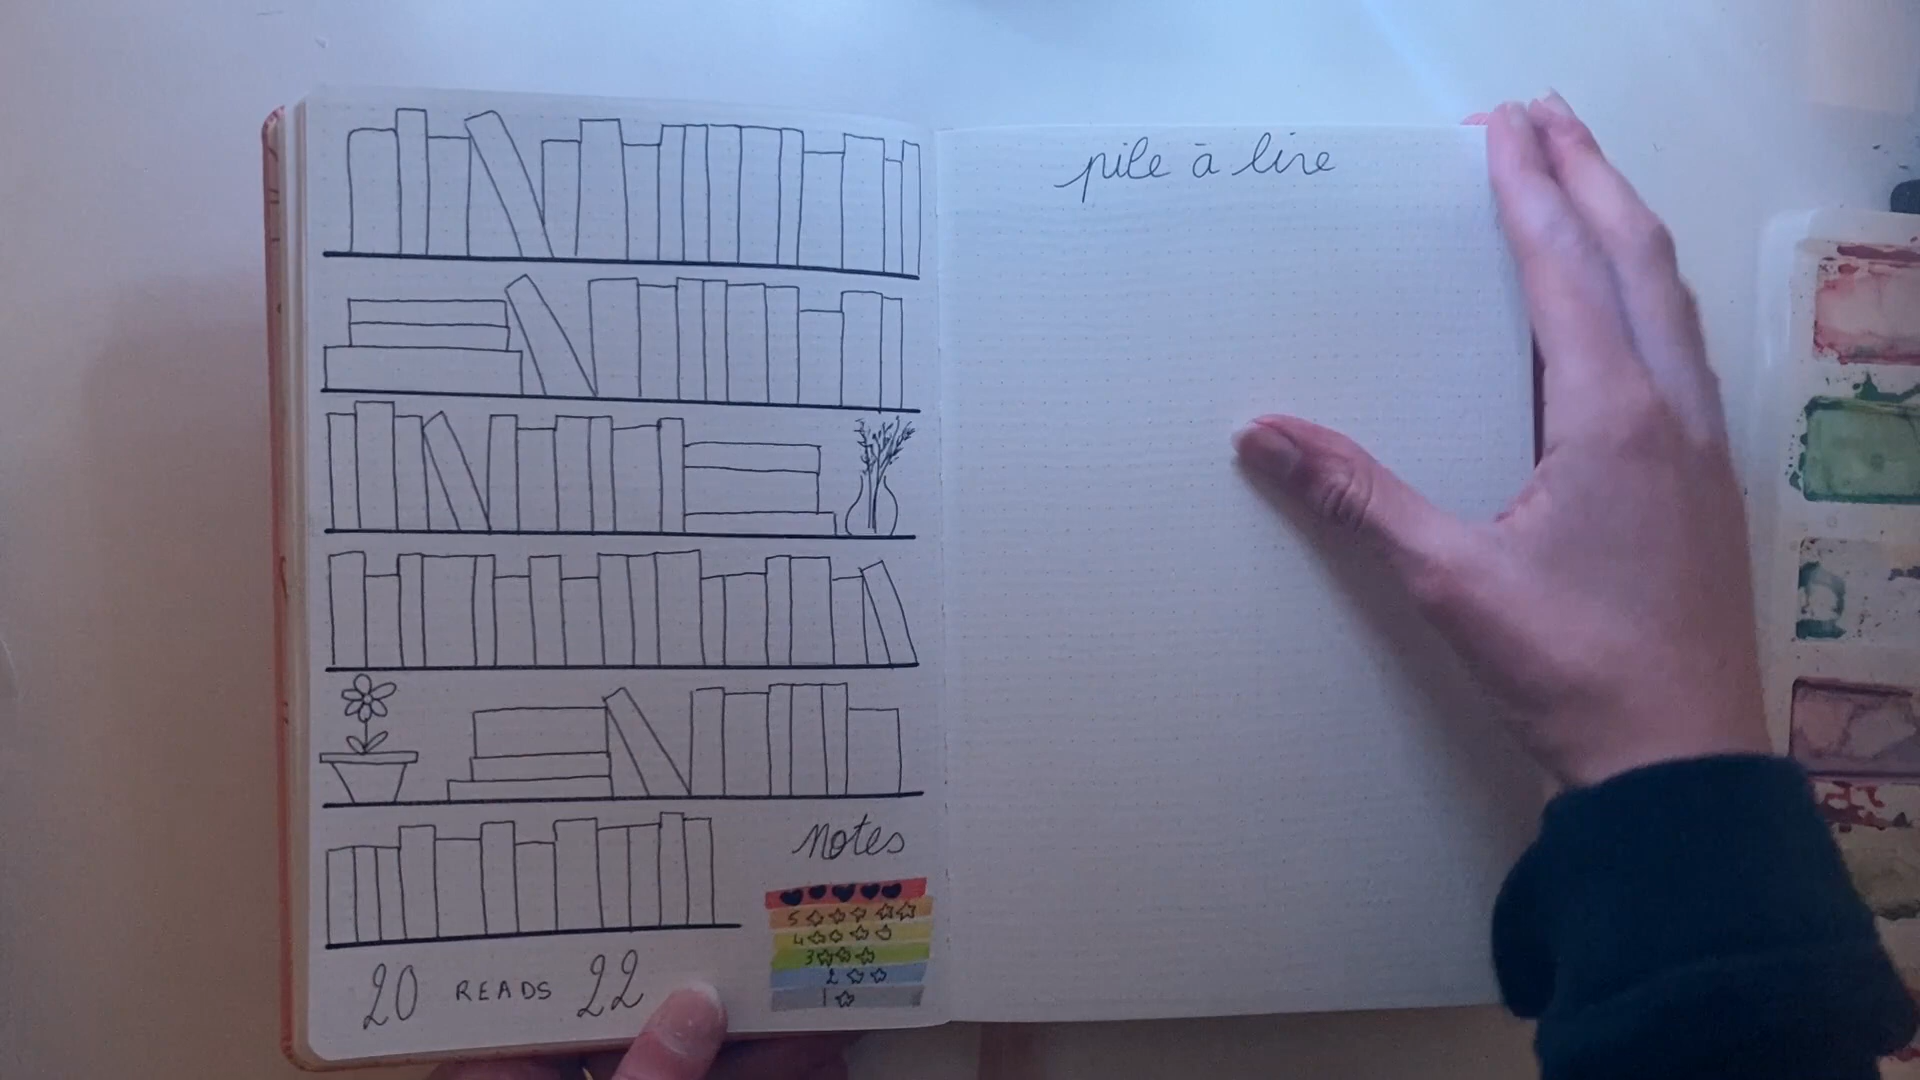 notes
5 ☆☆☆☆☆
4 ☆☆☆☆
3 ☆☆☆
2 ☆☆
1 ☆
20 READS 22
pile à lire